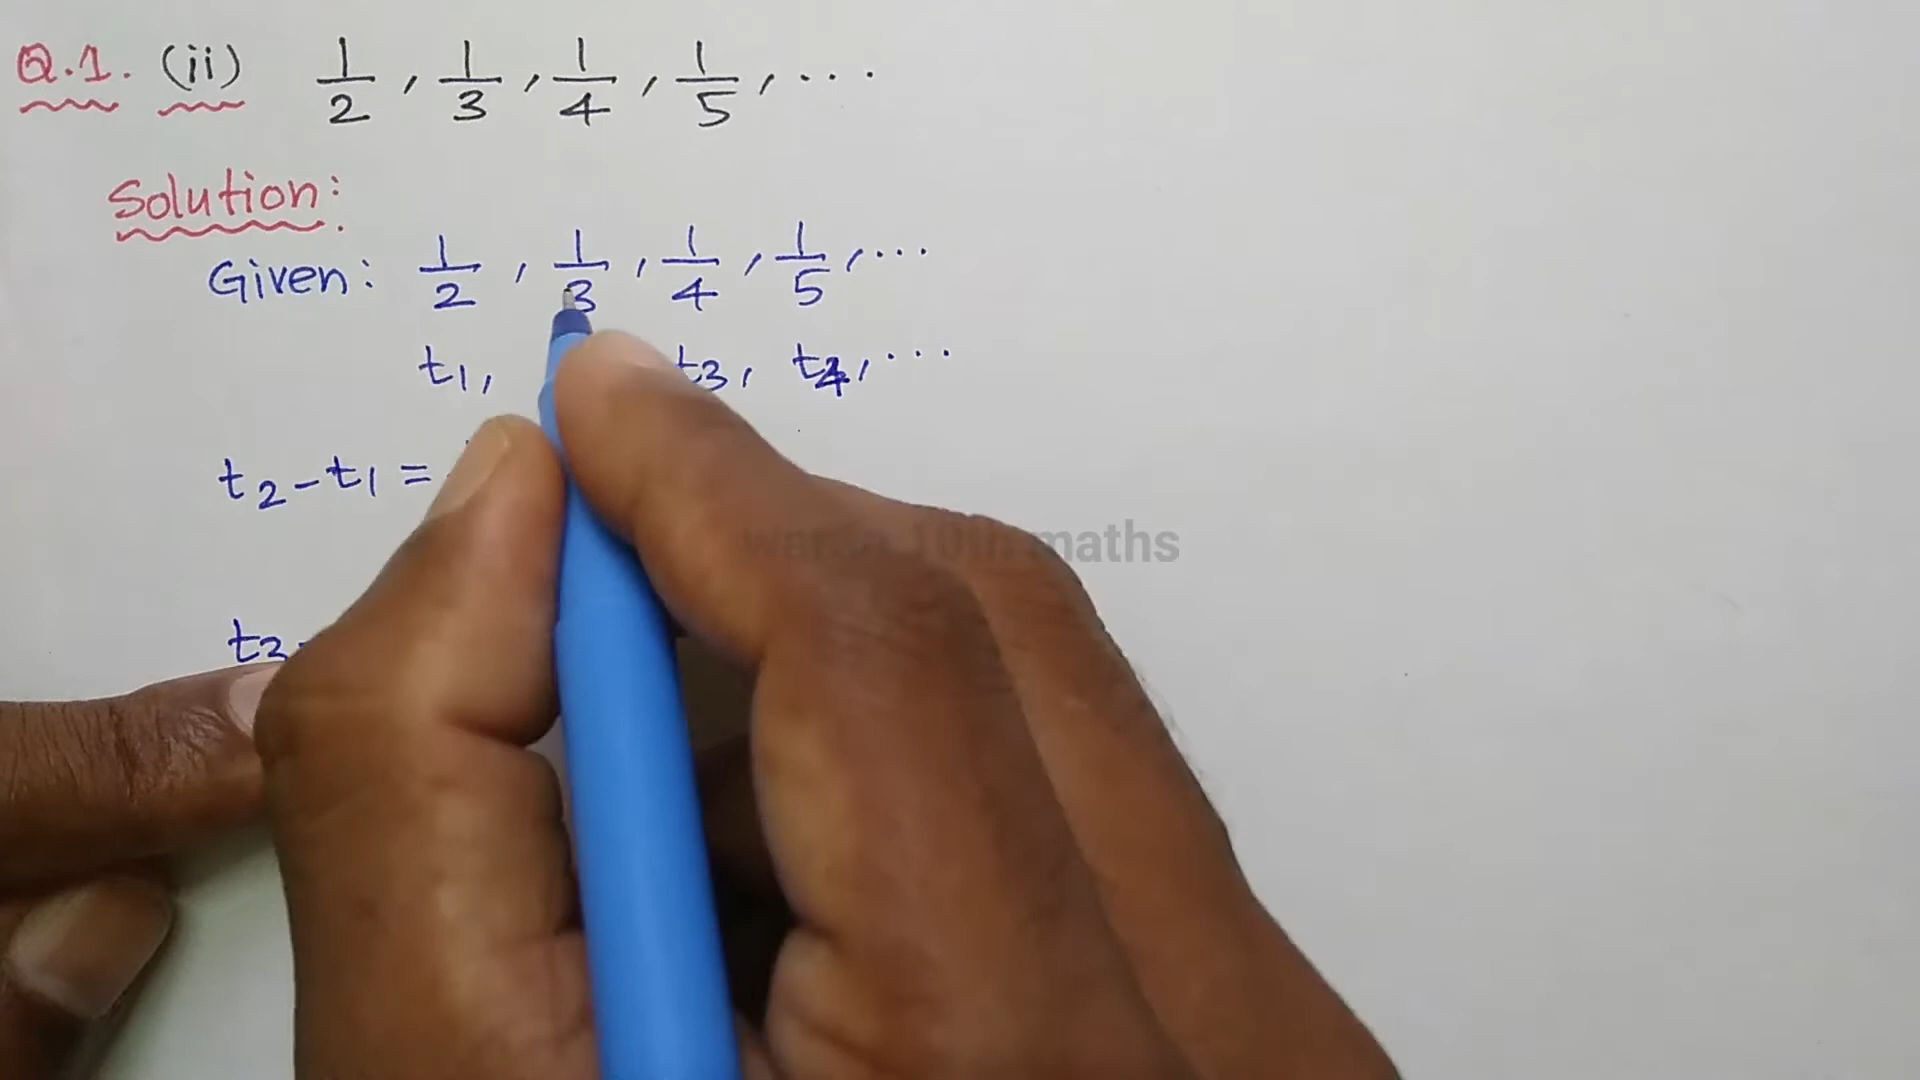 Q.1. (ii) 1/2, 1/3, 1/4, 1/5, ...
Solution:
Given: 1/2, 1/3, 1/4, 1/5, ...
t1, t3, t4, ...
t2-t1 =
maths